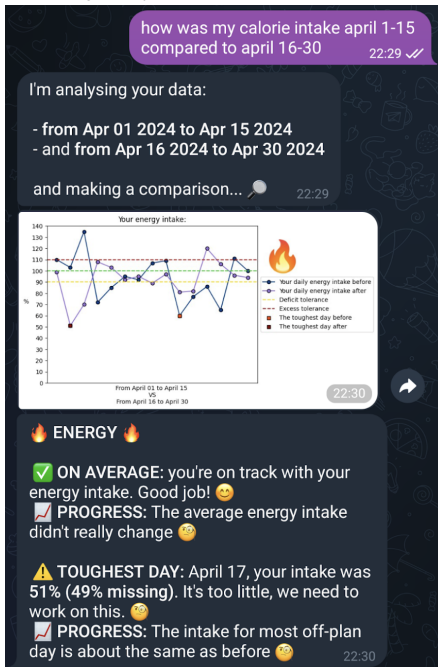 how was my calorie intake april 1-15
compared to april 16-30
22:29
I'm analysing your data:
- from Apr 01 2024 to Apr 15 2024
- and from Apr 16 2024 to Apr 30 2024
and making a comparison... 🔎
22:29
Your energy intake:
140
130
120
110
100
90
80
70
60
50
40
30
20
10
0
%
From April 01 to April 15
VS
From April 16 to April 30
🔥
Your daily energy intake before
Your daily energy intake after
Deficit tolerance
Excess tolerance
The toughest day before
The toughest day after
22:30
🔥 ENERGY 🔥
✅ ON AVERAGE: you're on track with your
energy intake. Good job! 😊
📈 PROGRESS: The average energy intake
didn't really change 🧐
⚠️ TOUGHEST DAY: April 17, your intake was
51% (49% missing). It's too little, we need to
work on this. 🧐
📈 PROGRESS: The intake for most off-plan
day is about the same as before 🧐
22:30